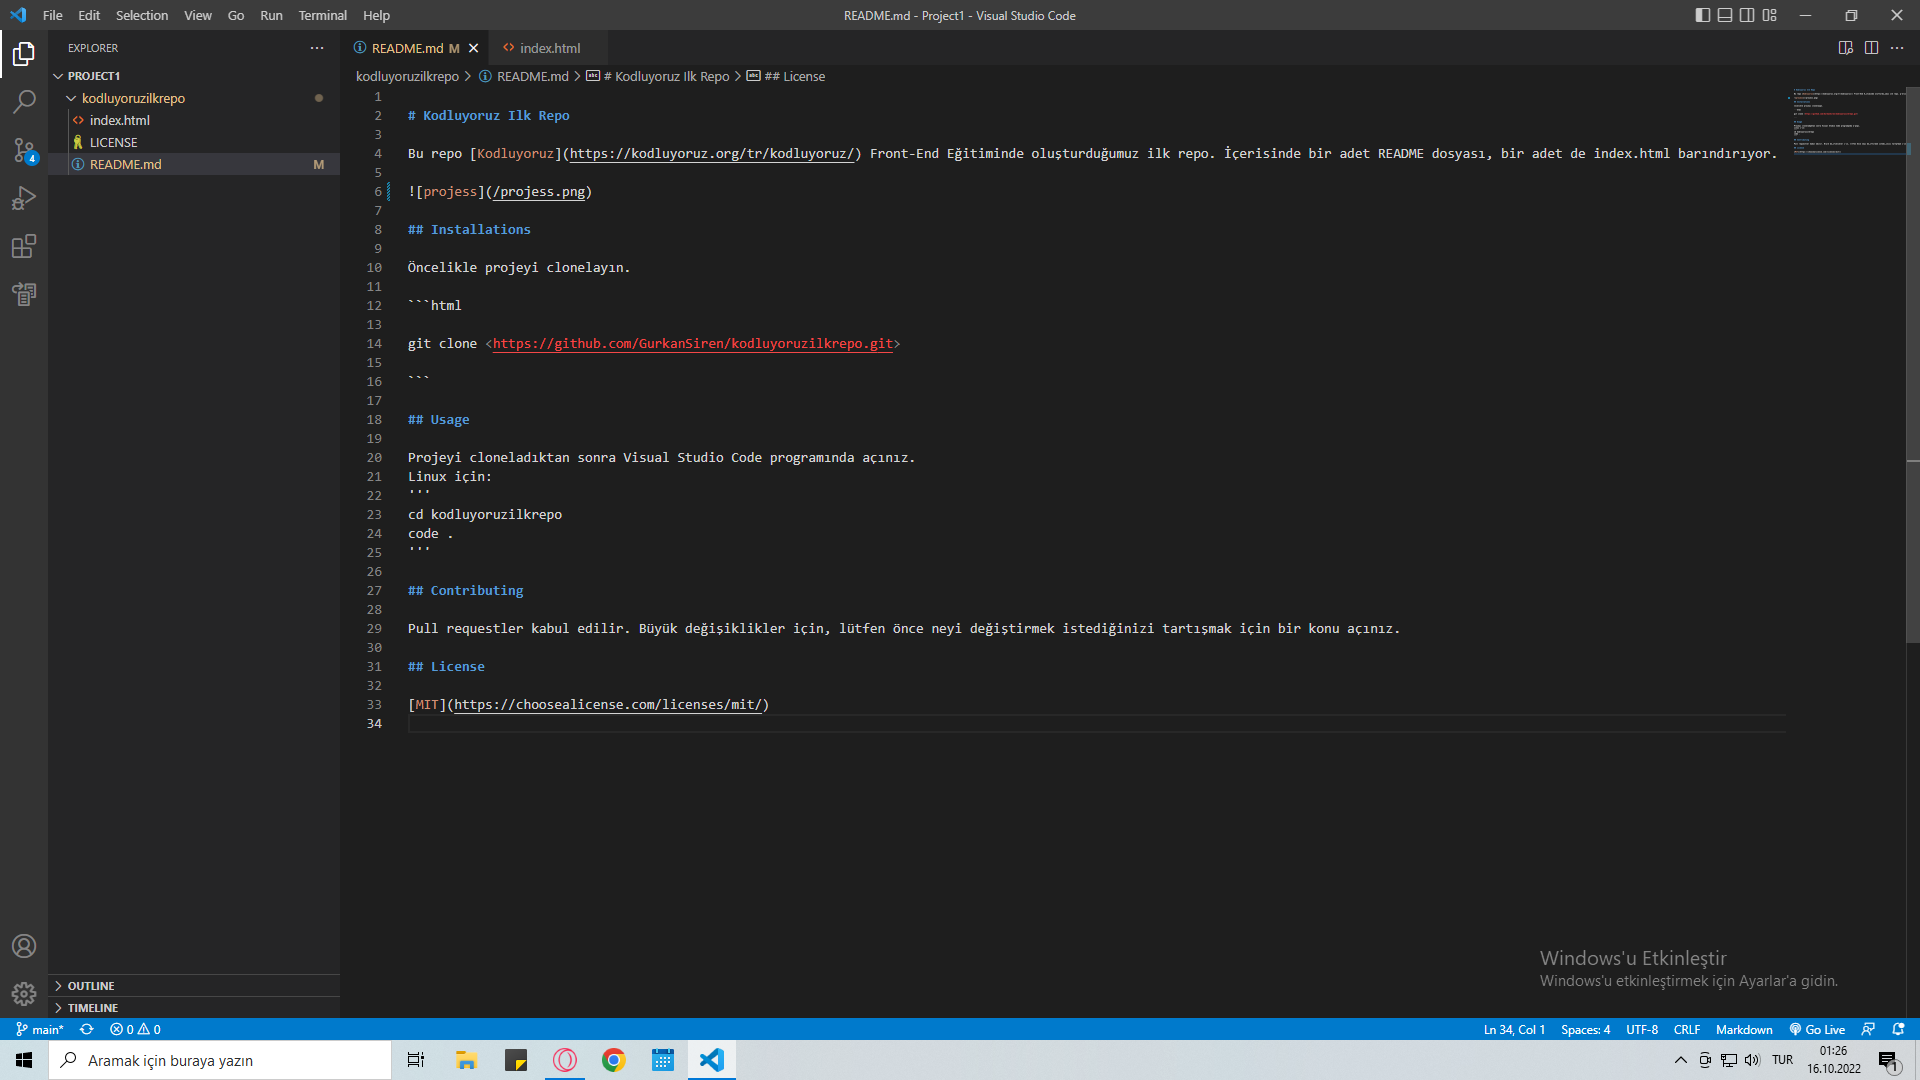 File Edit Selection View Go Run Terminal Help
README.md - Project1 - Visual Studio Code
EXPLORER
PROJECT1
kodluyoruzilkrepo
index.html
LICENSE
README.md M
README.md M
index.html
kodluyoruzilkrepo > README.md > # Kodluyoruz Ilk Repo > ## License
1
2 # Kodluyoruz Ilk Repo
3
4 Bu repo [Kodluyoruz](https://kodluyoruz.org/tr/kodluyoruz/) Front-End Eğitiminde oluşturduğumuz ilk repo. İçerisinde bir adet README dosyası, bir adet de index.html barındırıyor.
5
6 ![projess](/projess.png)
7
8 ## Installations
9
10 Öncelikle projeyi clonelayın.
11
12 ```html
13
14 git clone <https://github.com/GurkanSiren/kodluyoruzilkrepo.git>
15
16 ```
17
18 ## Usage
19
20 Projeyi cloneladıktan sonra Visual Studio Code programında açınız.
21 Linux için:
22 '''
23 cd kodluyoruzilkrepo
24 code .
25 '''
26
27 ## Contributing
28
29 Pull requestler kabul edilir. Büyük değişiklikler için, lütfen önce neyi değiştirmek istediğinizi tartışmak için bir konu açınız.
30
31 ## License
32
33 [MIT](https://choosealicense.com/licenses/mit/)
34
4
OUTLINE
TIMELINE
Windows'u Etkinleştir
Windows'u etkinleştirmek için Ayarlar'a gidin.
main* 0 0
Ln 34, Col 1 Spaces: 4 UTF-8 CRLF Markdown Go Live
Aramak için buraya yazın
TUR
01:26
16.10.2022
1